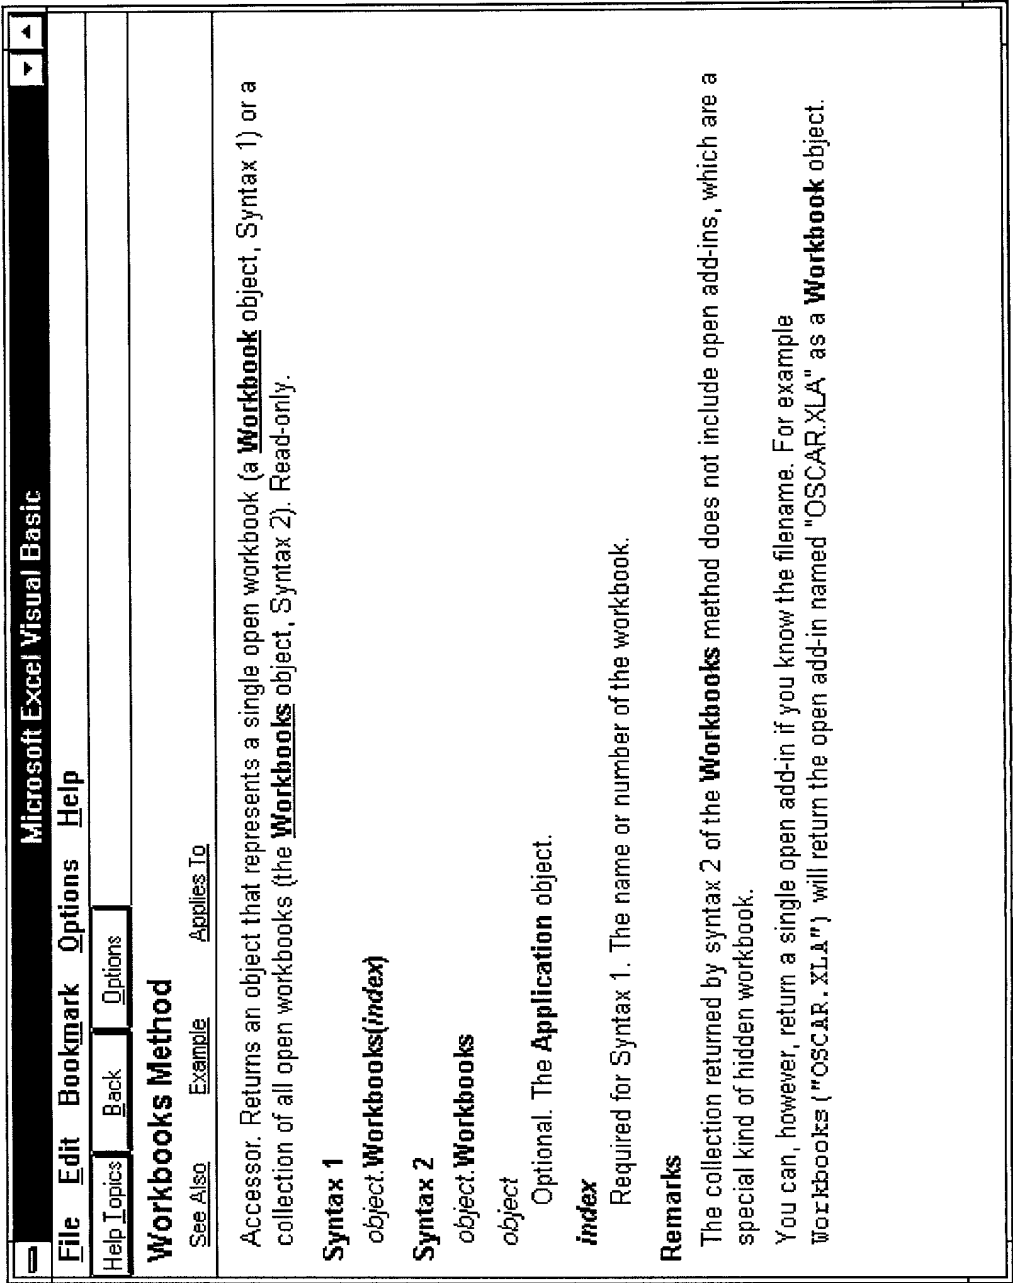 Microsoft Excel Visual Basic
File Edit Bookmark Options Help
Help Topics Back Options
Workbooks Method
See Also Example Applies To
Accessor. Returns an object that represents a single open workbook (a Workbook object, Syntax 1) or a
collection of all open workbooks (the Workbooks object, Syntax 2). Read-only.
Syntax 1
object.Workbooks(index)
Syntax 2
object.Workbooks
object
Optional. The Application object.
index
Required for Syntax 1. The name or number of the workbook.
Remarks
The collection returned by syntax 2 of the Workbooks method does not include open add-ins, which are a
special kind of hidden workbook.
You can, however, return a single open add-in if you know the filename. For example
Workbooks("OSCAR.XLA") will return the open add-in named "OSCAR.XLA" as a Workbook object.